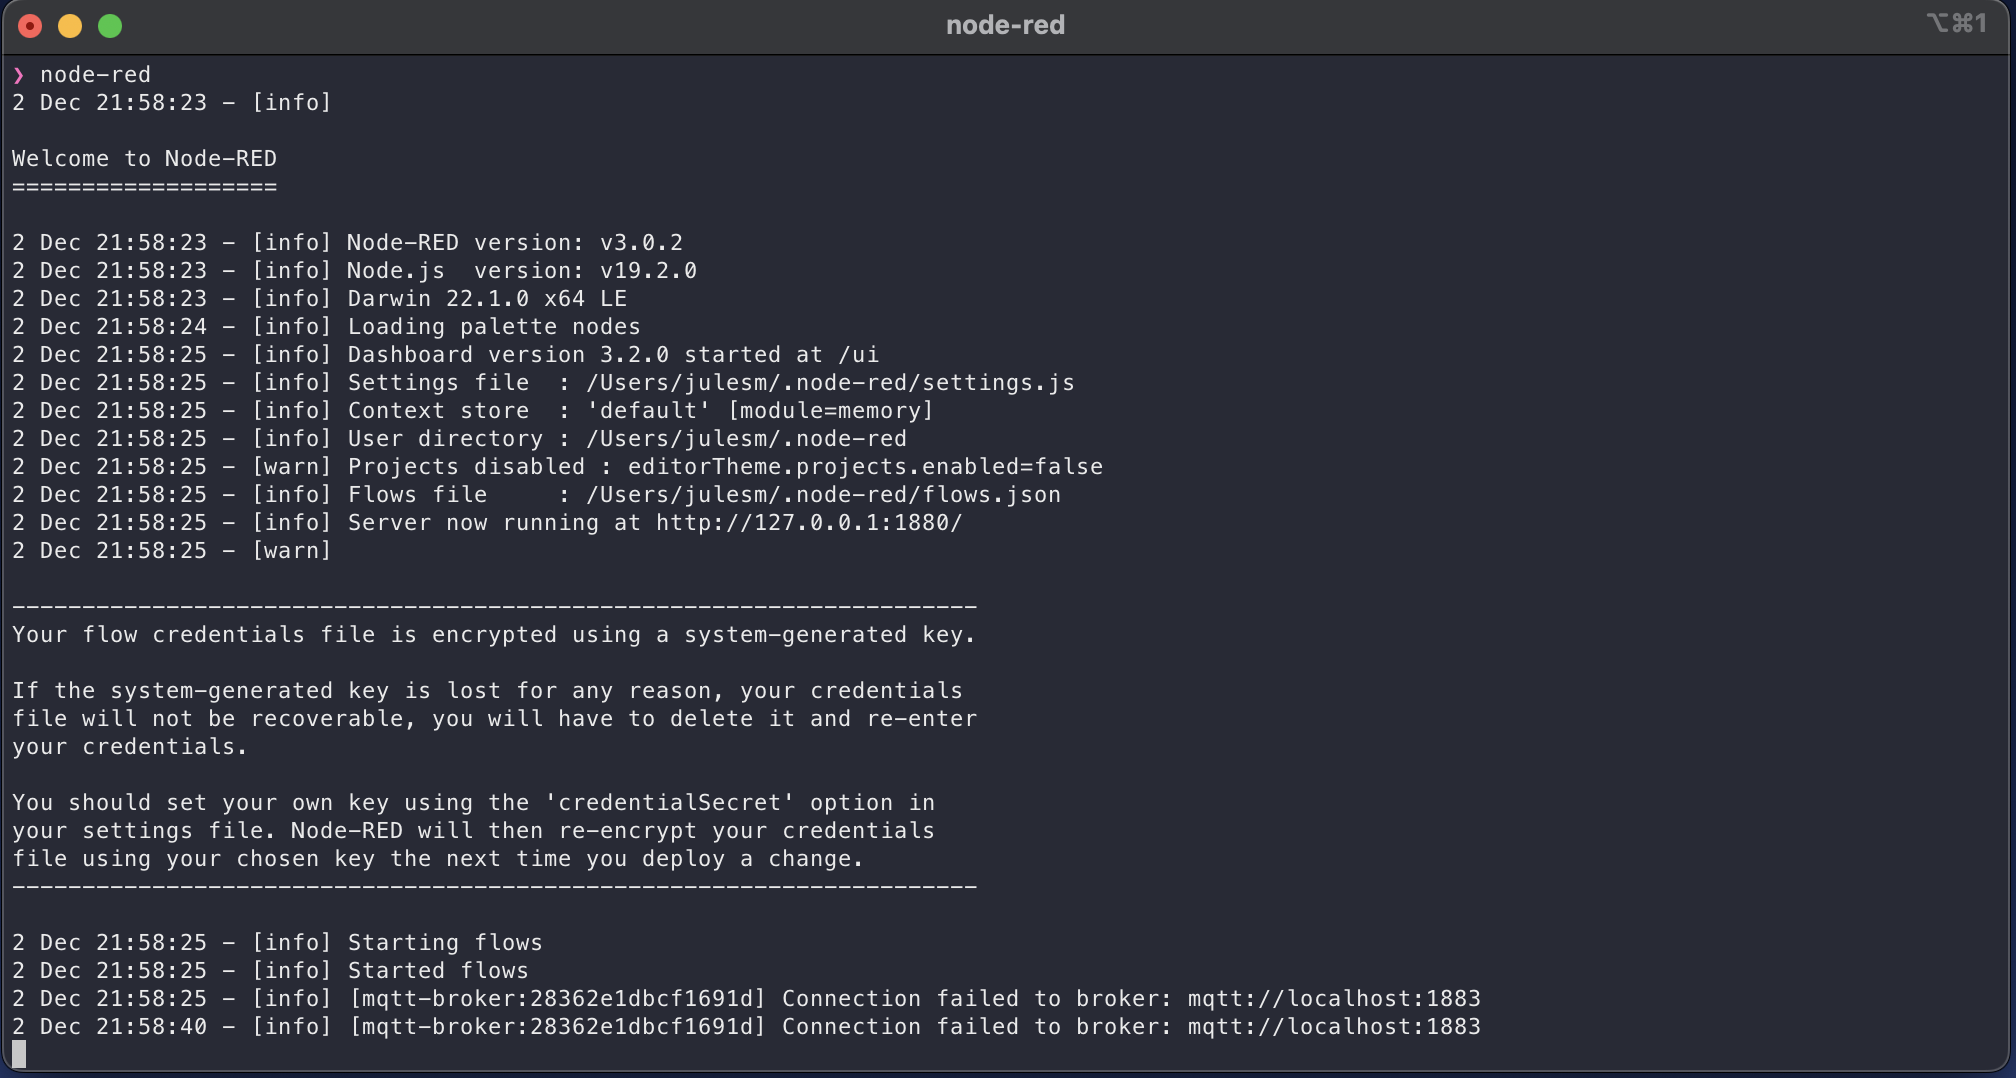 node-red
⌥⌘1
❯ node-red
2 Dec 21:58:23 - [info]
Welcome to Node-RED
===================
2 Dec 21:58:23 - [info] Node-RED version: v3.0.2
2 Dec 21:58:23 - [info] Node.js  version: v19.2.0
2 Dec 21:58:23 - [info] Darwin 22.1.0 x64 LE
2 Dec 21:58:24 - [info] Loading palette nodes
2 Dec 21:58:25 - [info] Dashboard version 3.2.0 started at /ui
2 Dec 21:58:25 - [info] Settings file  : /Users/julesm/.node-red/settings.js
2 Dec 21:58:25 - [info] Context store  : 'default' [module=memory]
2 Dec 21:58:25 - [info] User directory : /Users/julesm/.node-red
2 Dec 21:58:25 - [warn] Projects disabled : editorTheme.projects.enabled=false
2 Dec 21:58:25 - [info] Flows file     : /Users/julesm/.node-red/flows.json
2 Dec 21:58:25 - [info] Server now running at http://127.0.0.1:1880/
2 Dec 21:58:25 - [warn]
---------------------------------------------------------------------
Your flow credentials file is encrypted using a system-generated key.
If the system-generated key is lost for any reason, your credentials
file will not be recoverable, you will have to delete it and re-enter
your credentials.
You should set your own key using the 'credentialSecret' option in
your settings file. Node-RED will then re-encrypt your credentials
file using your chosen key the next time you deploy a change.
---------------------------------------------------------------------
2 Dec 21:58:25 - [info] Starting flows
2 Dec 21:58:25 - [info] Started flows
2 Dec 21:58:25 - [info] [mqtt-broker:28362e1dbcf1691d] Connection failed to broker: mqtt://localhost:1883
2 Dec 21:58:40 - [info] [mqtt-broker:28362e1dbcf1691d] Connection failed to broker: mqtt://localhost:1883